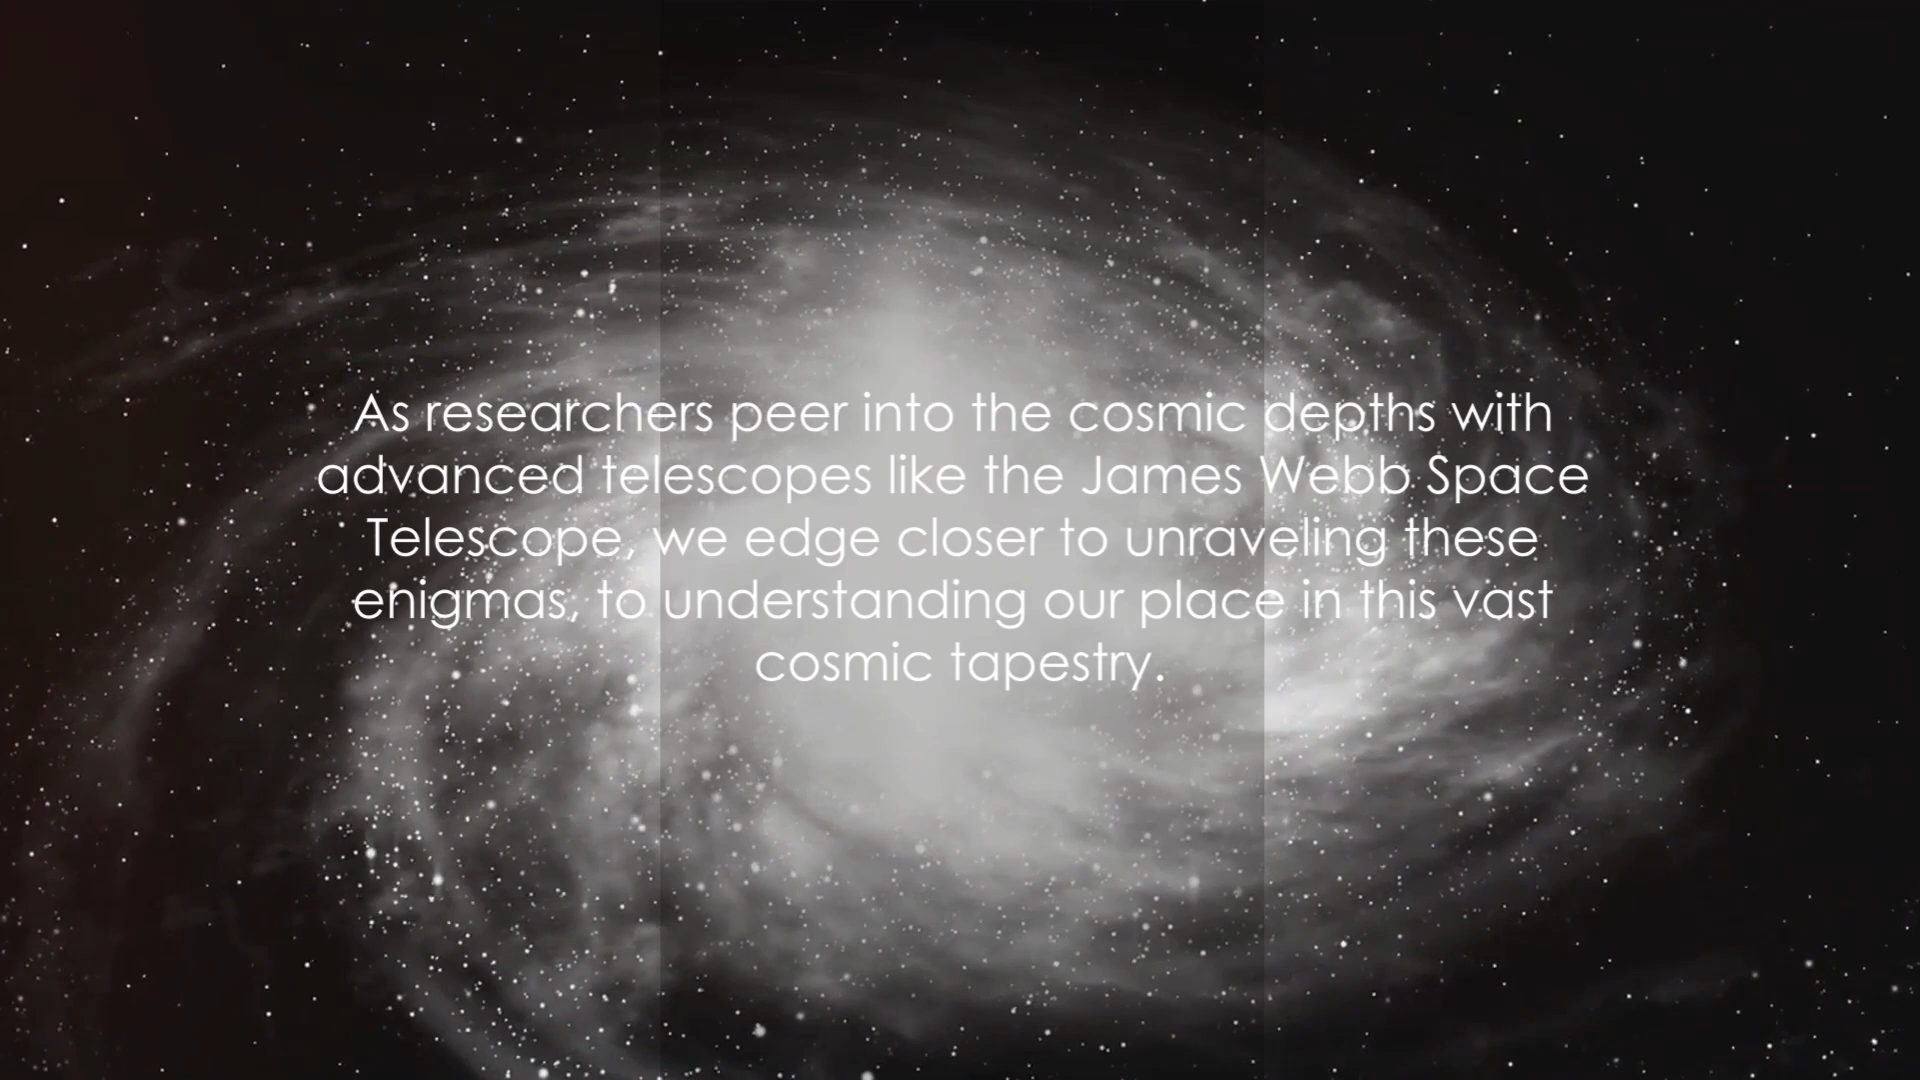 As researchers peer into the cosmic depths with
advanced telescopes like the James Webb Space
Telescope, we edge closer to unraveling these
enigmas, to understanding our place in this vast
cosmic tapestry.